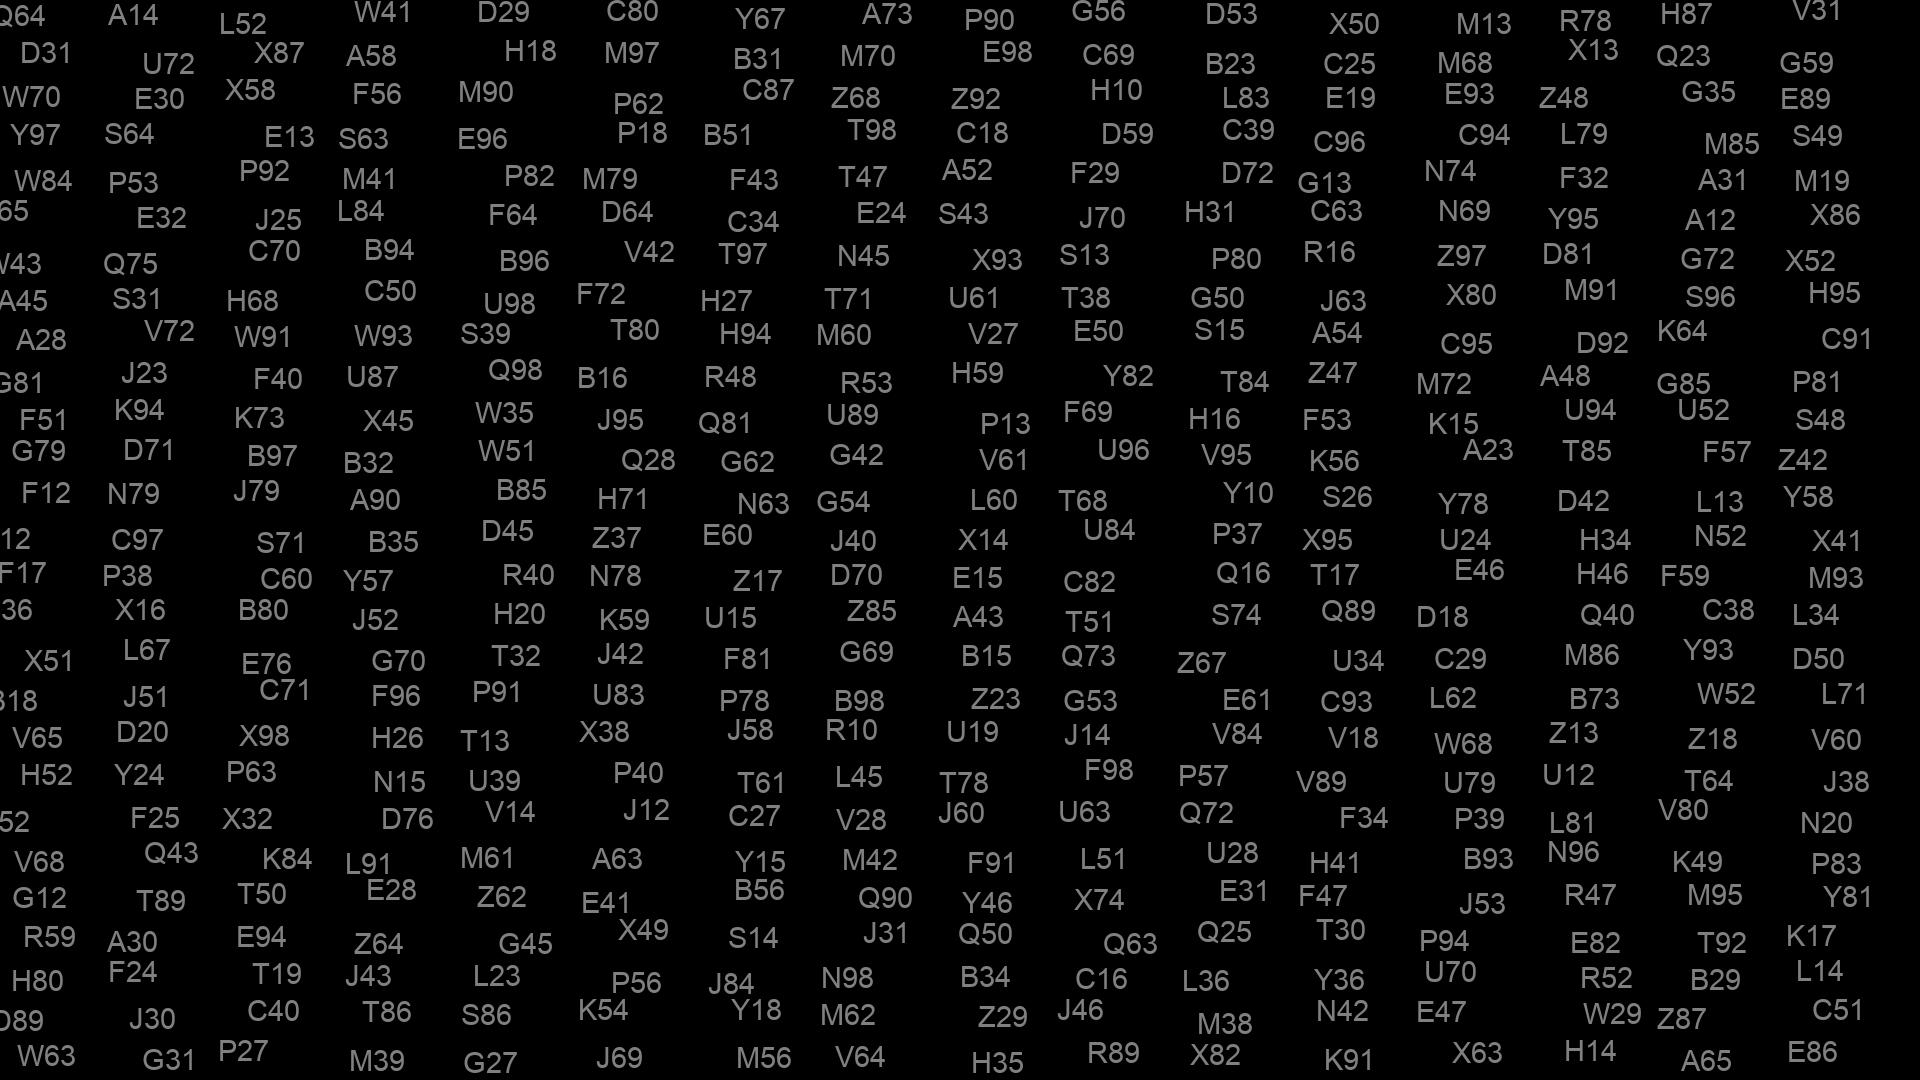 Q64 A14 L52 W41 D29 C80 Y67 A73 P90 G56 D53 X50 M13 R78 H87 V31
D31 U72 X87 A58 H18 M97 B31 M70 E98 C69 B23 C25 M68 X13 Q23 G59
W70 E30 X58 F56 M90 P62 C87 Z68 Z92 H10 L83 E19 E93 Z48 G35 E89
Y97 S64 E13 S63 E96 P18 B51 T98 C18 D59 C39 C96 C94 L79 M85 S49
W84 P53 P92 M41 P82 M79 F43 T47 A52 F29 D72 G13 N74 F32 A31 M19
65 E32 J25 L84 F64 D64 C34 E24 S43 J70 H31 C63 N69 Y95 A12 X86
W43 Q75 C70 B94 B96 V42 T97 N45 X93 S13 P80 R16 Z97 D81 G72 X52
A45 S31 H68 C50 U98 F72 H27 T71 U61 T38 G50 J63 X80 M91 S96 H95
A28 V72 W91 W93 S39 T80 H94 M60 V27 E50 S15 A54 C95 D92 K64 C91
G81 J23 F40 U87 Q98 B16 R48 R53 H59 Y82 T84 Z47 M72 A48 G85 P81
F51 K94 K73 X45 W35 J95 Q81 U89 P13 F69 H16 F53 K15 U94 U52 S48
G79 D71 B97 B32 W51 Q28 G62 G42 V61 U96 V95 K56 A23 T85 F57 Z42
F12 N79 J79 A90 B85 H71 N63 G54 L60 T68 Y10 S26 Y78 D42 L13 Y58
12 C97 S71 B35 D45 Z37 E60 J40 X14 U84 P37 X95 U24 H34 N52 X41
F17 P38 C60 Y57 R40 N78 Z17 D70 E15 C82 Q16 T17 E46 H46 F59 M93
36 X16 B80 J52 H20 K59 U15 Z85 A43 T51 S74 Q89 D18 Q40 C38 L34
X51 L67 E76 G70 T32 J42 F81 G69 B15 Q73 Z67 U34 C29 M86 Y93 D50
B18 J51 C71 F96 P91 U83 P78 B98 Z23 G53 E61 C93 L62 B73 W52 L71
V65 D20 X98 H26 T13 X38 J58 R10 U19 J14 V84 V18 W68 Z13 Z18 V60
H52 Y24 P63 N15 U39 P40 T61 L45 T78 F98 P57 V89 U79 U12 T64 J38
52 F25 X32 D76 V14 J12 C27 V28 J60 U63 Q72 F34 P39 L81 V80 N20
V68 Q43 K84 L91 M61 A63 Y15 M42 F91 L51 U28 H41 B93 N96 K49 P83
G12 T89 T50 E28 Z62 E41 B56 Q90 Y46 X74 E31 F47 J53 R47 M95 Y81
R59 A30 E94 Z64 G45 X49 S14 J31 Q50 Q63 Q25 T30 P94 E82 T92 K17
H80 F24 T19 J43 L23 P56 J84 N98 B34 C16 L36 Y36 U70 R52 B29 L14
89 J30 C40 T86 S86 K54 Y18 M62 Z29 J46 M38 N42 E47 W29 Z87 C51
W63 G31 P27 M39 G27 J69 M56 V64 H35 R89 X82 K91 X63 H14 A65 E86